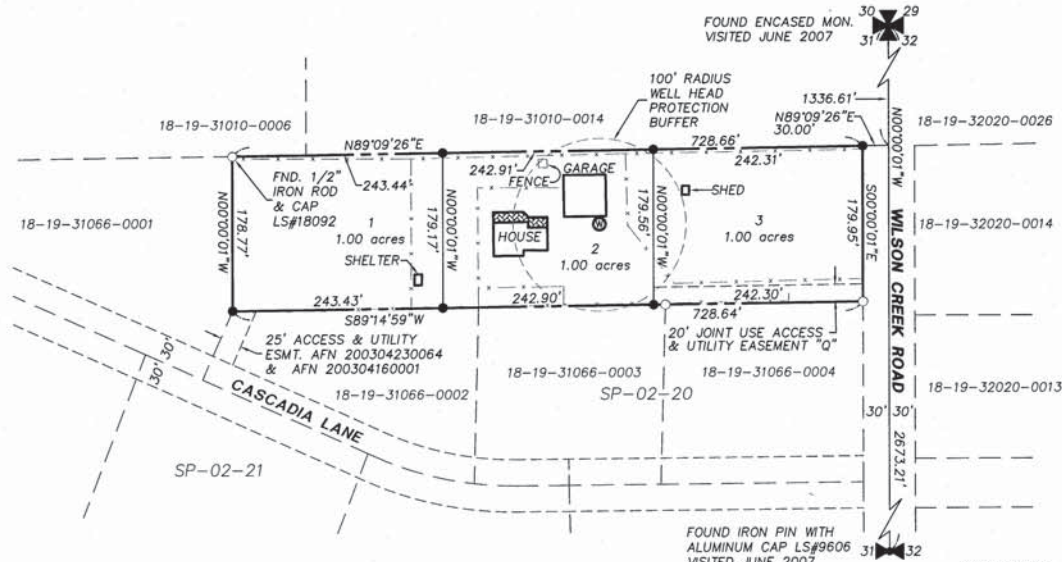 30 29
31 32
FOUND ENCASED MON.
VISITED JUNE 2007
100' RADIUS
WELL HEAD
PROTECTION
BUFFER
1336.61'
N00°00'01"W
18-19-31010-0006
18-19-31010-0014
N89°09'26"E
30.00'
18-19-32020-0026
N89°09'26"E
728.66'
243.44'
242.91'
242.31'
FND. 1/2"
IRON ROD
& CAP
LS#18092
FENCE
GARAGE
SHED
18-19-31066-0001
N00°00'01"W
178.77'
1
1.00 acres
SHELTER
N00°00'01"W
179.17'
HOUSE
W
2
1.00 acres
179.56'
N00°00'01"W
3
1.00 acres
S00°00'01"E
179.95'
WILSON CREEK ROAD
18-19-32020-0014
243.43'
242.90'
242.30'
S89°14'59"W
728.64'
25' ACCESS & UTILITY
ESMT. AFN 200304230064
& AFN 200304160001
20' JOINT USE ACCESS
& UTILITY EASEMENT "Q"
30' 30'
CASCADIA LANE
18-19-31066-0002
18-19-31066-0003
18-19-31066-0004
SP-02-20
18-19-32020-0013
30' 30'
2673.21'
SP-02-21
FOUND IRON PIN WITH
ALUMINUM CAP LS#9606
VISITED JUNE 2007
31 32